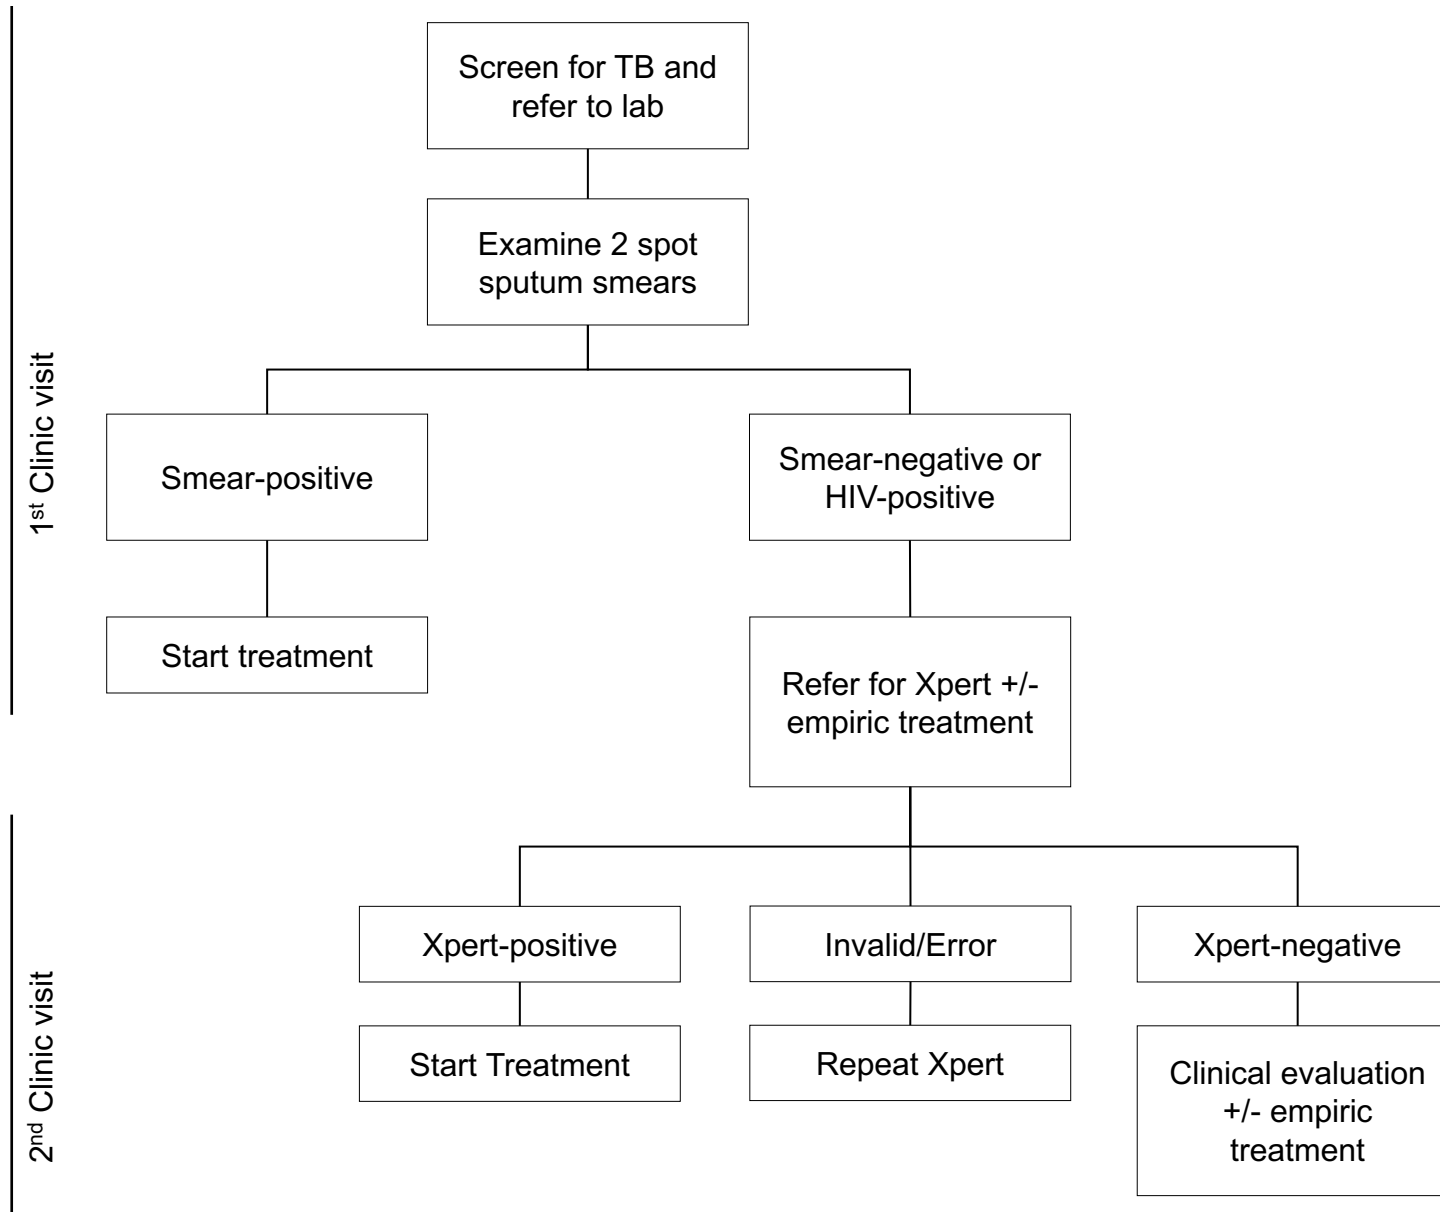 Screen for TB and
refer to lab
Examine 2 spot
sputum smears
1st Clinic visit
Smear-positive
Smear-negative or
HIV-positive
Start treatment
Refer for Xpert +/-
empiric treatment
2nd Clinic visit
Xpert-positive
Invalid/Error
Xpert-negative
Start Treatment
Repeat Xpert
Clinical evaluation
+/- empiric
treatment